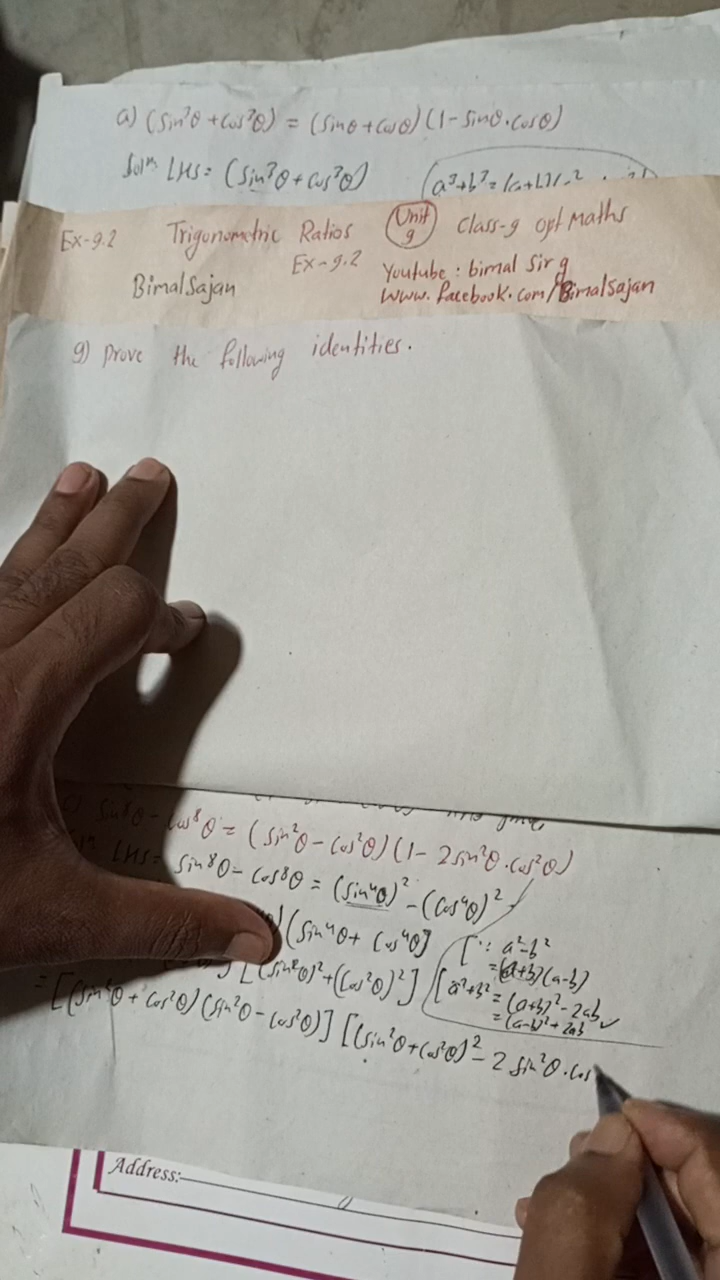 a) (sin³θ + cos³θ) = (sinθ + cosθ) (1 - sinθ.cosθ)
Solⁿ LHS = (sin³θ + cos³θ) (a³+b³ = (a+b)(a²
Ex-9.2 Trigonometric Ratios Unit 9 Class-9 opt Maths
Ex-9.2
BimalSajan Youtube : bimal sir g
www.facebook.com/Bimalsajan
9) prove the following identities.
sin⁸θ - cos⁸θ = (sin²θ - cos²θ) (1 - 2sin²θ.cos²θ)
LHS = sin⁸θ - cos⁸θ = (sin⁴θ)² - (cos⁴θ)²
(sin⁴θ + cos⁴θ] [∵ a²-b²
= (a+b)(a-b)
[(sin²θ)² + (cos²θ)²] [a²+b² = (a+b)² - 2ab ✓
= (a-b)² + 2ab
= [(sin²θ + cos²θ) (sin²θ - cos²θ)] [(sin²θ + cos²θ)² - 2 sin²θ.cos
Address: